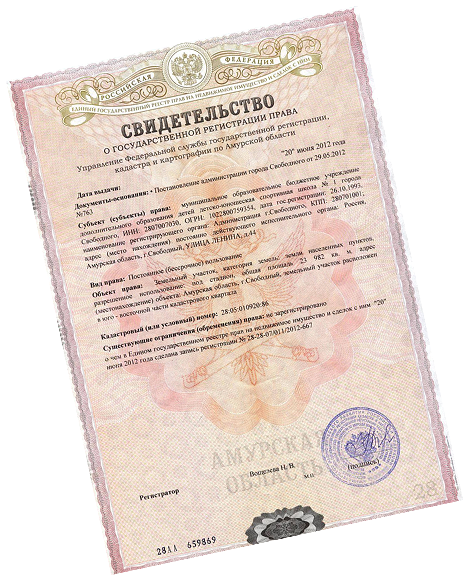 РОССИЙСКАЯ ФЕДЕРАЦИЯ
ЕДИНЫЙ ГОСУДАРСТВЕННЫЙ РЕЕСТР ПРАВ НА НЕДВИЖИМОЕ ИМУЩЕСТВО И СДЕЛОК С НИМ
СВИДЕТЕЛЬСТВО
О ГОСУДАРСТВЕННОЙ РЕГИСТРАЦИИ ПРАВА
Управление Федеральной службы государственной регистрации,
кадастра и картографии по Амурской области
Дата выдачи: "20" июня 2012 года
Документы-основания: • Постановление администрации города Свободного от 29.05.2012
№763
Субъект (субъекты) права: муниципальное образовательное бюджетное учреждение
дополнительного образования детей детско-юношеская спортивная школа №1 города
Свободного, ИНН: 2807007030, ОГРН: 1022800759354, дата гос.регистрации: 26.10.1993,
наименование регистрирующего органа: Администрация г.Свободного, КПП: 280701001;
адрес (место нахождения) постоянно действующего исполнительного органа: Россия,
Амурская область, г.Свободный, УЛИЦА ЛЕНИНА, д.44
Вид права: Постоянное (бессрочное) пользование
Объект права: Земельный участок, категория земель: земли населенных пунктов,
разрешенное использование: под стадион, общая площадь 23 982 кв. м, адрес
(местонахождение) объекта: Амурская область, г.Свободный, земельный участок расположен
в юго - восточной части кадастрового квартала
Кадастровый (или условный) номер: 28:05:010920:86
Существующие ограничения (обременения) права: не зарегистрировано
о чем в Едином государственном реестре прав на недвижимое имущество и сделок с ним "20"
июня 2012 года сделана запись регистрации № 28-28-07/011/2012-667
АМУРСКАЯ
ОБЛАСТЬ
Вощелева Н. В.
(подпись)
м.п.
Регистратор
28
28АА 659869